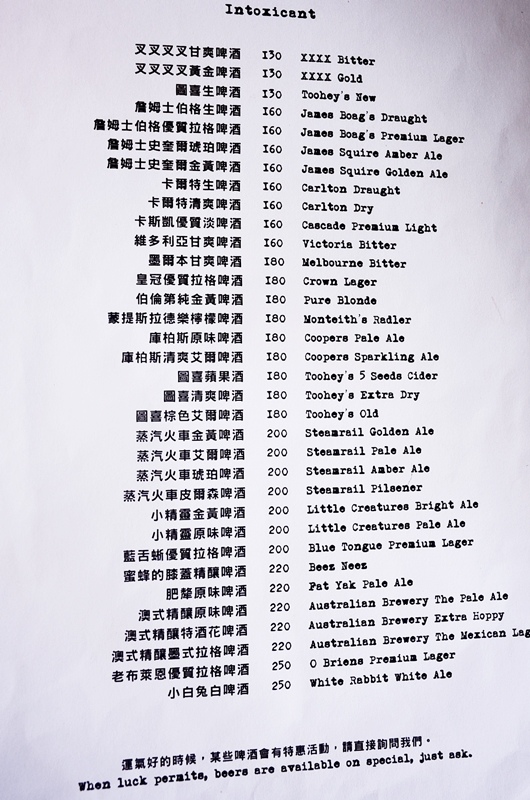 Intoxicant
叉叉叉叉甘爽啤酒 130 XXXX Bitter
叉叉叉叉黃金啤酒 130 XXXX Gold
圖喜生啤酒 130 Toohey's New
詹姆士伯格生啤酒 160 James Boag's Draught
詹姆士伯格優質拉格啤酒 160 James Boag's Premium Lager
詹姆士史奎爾琥珀啤酒 160 James Squire Amber Ale
詹姆士史奎爾金黃啤酒 160 James Squire Golden Ale
卡爾特生啤酒 160 Carlton Draught
卡爾特清爽啤酒 160 Carlton Dry
卡斯凱優質淡啤酒 160 Cascade Premium Light
維多利亞甘爽啤酒 160 Victoria Bitter
墨爾本甘爽啤酒 180 Melbourne Bitter
皇冠優質拉格啤酒 180 Crown Lager
伯倫第純金黃啤酒 180 Pure Blonde
蒙提斯拉德樂檸檬啤酒 180 Monteith's Radler
庫柏斯原味啤酒 180 Coopers Pale Ale
庫柏斯清爽艾爾啤酒 180 Coopers Sparkling Ale
圖喜蘋果酒 180 Toohey's 5 Seeds Cider
圖喜清爽啤酒 180 Toohey's Extra Dry
圖喜棕色艾爾啤酒 180 Toohey's Old
蒸汽火車金黃啤酒 200 Steamrail Golden Ale
蒸汽火車艾爾啤酒 200 Steamrail Pale Ale
蒸汽火車琥珀啤酒 200 Steamrail Amber Ale
蒸汽火車皮爾森啤酒 200 Steamrail Pilsener
小精靈金黃啤酒 200 Little Creatures Bright Ale
小精靈原味啤酒 200 Little Creatures Pale Ale
藍舌蜥優質拉格啤酒 200 Blue Tongue Premium Lager
蜜蜂的膝蓋精釀啤酒 220 Beez Neez
肥犛原味啤酒 220 Fat Yak Pale Ale
澳式精釀原味啤酒 220 Australian Brewery The Pale Ale
澳式精釀特酒花啤酒 220 Australian Brewery Extra Hoppy
澳式精釀墨式拉格啤酒 220 Australian Brewery The Mexican Lag
老布萊恩優質拉格啤酒 250 O Briens Premium Lager
小白兔白啤酒 250 White Rabbit White Ale
運氣好的時候，某些啤酒會有特惠活動，請直接詢問我們。
When luck permits, beers are available on special, just ask.